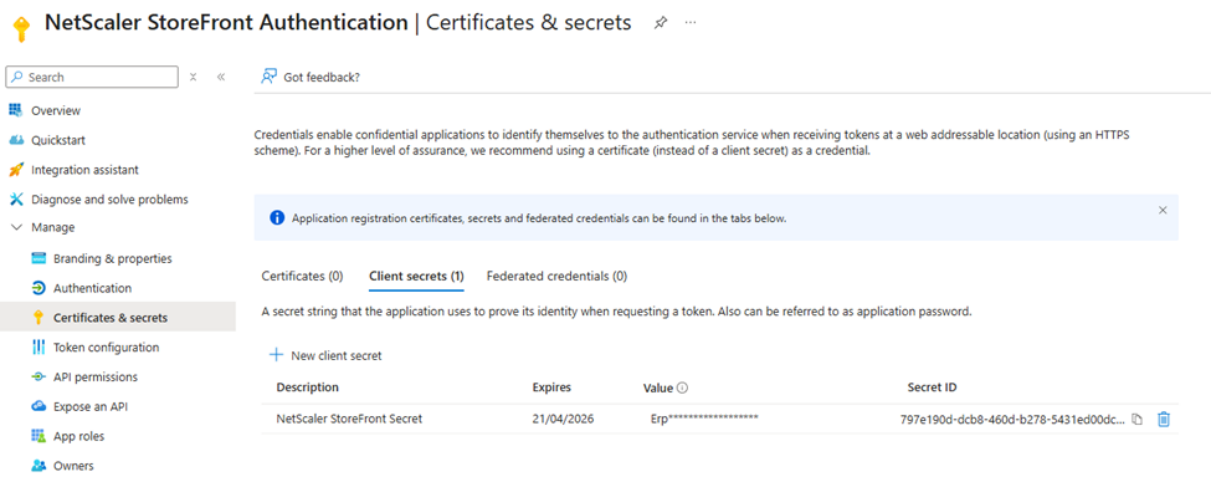 NetScaler StoreFront Authentication | Certificates & secrets
Search
Got feedback?
Overview
Quickstart
Integration assistant
Diagnose and solve problems
Manage
Branding & properties
Authentication
Certificates & secrets
Token configuration
API permissions
Expose an API
App roles
Owners
Credentials enable confidential applications to identify themselves to the authentication service when receiving tokens at a web addressable location (using an HTTPS
scheme). For a higher level of assurance, we recommend using a certificate (instead of a client secret) as a credential.
Application registration certificates, secrets and federated credentials can be found in the tabs below.
Certificates (0) Client secrets (1) Federated credentials (0)
A secret string that the application uses to prove its identity when requesting a token. Also can be referred to as application password.
New client secret
Description Expires Value Secret ID
NetScaler StoreFront Secret 21/04/2026 Erp****************** 797e190d-dcb8-460d-b278-5431ed00dc...